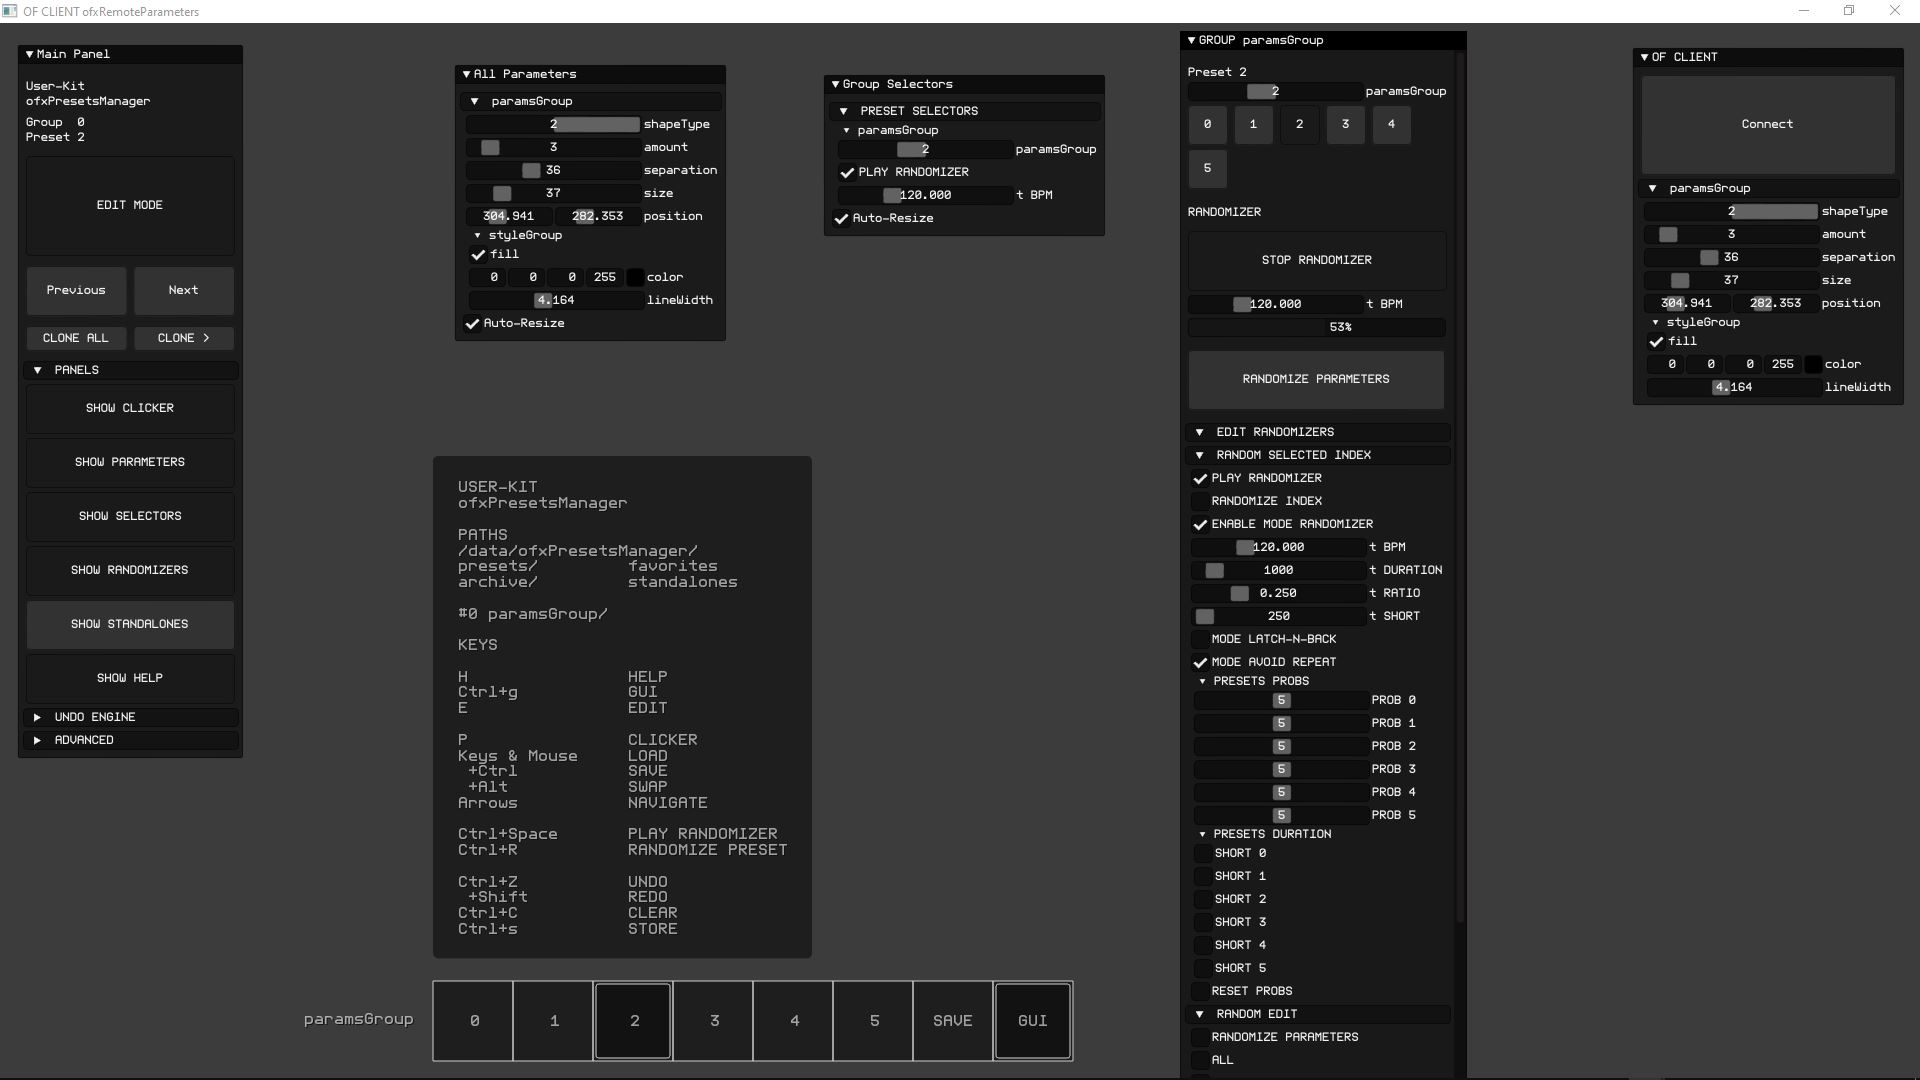 OF CLIENT ofxRemoteParameters
Main Panel
User-Kit
ofxPresetsManager
Group 0
Preset 2
EDIT MODE
Previous Next
CLONE ALL CLONE >
PANELS
SHOW CLICKER
SHOW PARAMETERS
SHOW SELECTORS
SHOW RANDOMIZERS
SHOW STANDALONES
SHOW HELP
UNDO ENGINE
ADVANCED
All Parameters
paramsGroup
2 shapeType
3 amount
36 separation
37 size
304.941 282.353 position
styleGroup
fill
0 0 0 255 color
4.164 lineWidth
Auto-Resize
Group Selectors
PRESET SELECTORS
paramsGroup
2 paramsGroup
PLAY RANDOMIZER
120.000 t BPM
Auto-Resize
USER-KIT
ofxPresetsManager
PATHS
/data/ofxPresetsManager/
presets/ favorites
archive/ standalones
#0 paramsGroup/
KEYS
H HELP
Ctrl+g GUI
E EDIT
P CLICKER
Keys & Mouse LOAD
+Ctrl SAVE
+Alt SWAP
Arrows NAVIGATE
Ctrl+Space PLAY RANDOMIZER
Ctrl+R RANDOMIZE PRESET
Ctrl+Z UNDO
+Shift REDO
Ctrl+C CLEAR
Ctrl+s STORE
paramsGroup 0 1 2 3 4 5 SAVE GUI
GROUP paramsGroup
Preset 2
2 paramsGroup
0 1 2 3 4
5
RANDOMIZER
STOP RANDOMIZER
120.000 t BPM
53%
RANDOMIZE PARAMETERS
EDIT RANDOMIZERS
RANDOM SELECTED INDEX
PLAY RANDOMIZER
RANDOMIZE INDEX
ENABLE MODE RANDOMIZER
120.000 t BPM
1000 t DURATION
0.250 t RATIO
250 t SHORT
MODE LATCH-N-BACK
MODE AVOID REPEAT
PRESETS PROBS
5 PROB 0
5 PROB 1
5 PROB 2
5 PROB 3
5 PROB 4
5 PROB 5
PRESETS DURATION
SHORT 0
SHORT 1
SHORT 2
SHORT 3
SHORT 4
SHORT 5
RESET PROBS
RANDOM EDIT
RANDOMIZE PARAMETERS
ALL
OF CLIENT
Connect
paramsGroup
2 shapeType
3 amount
36 separation
37 size
304.941 282.353 position
styleGroup
fill
0 0 0 255 color
4.164 lineWidth